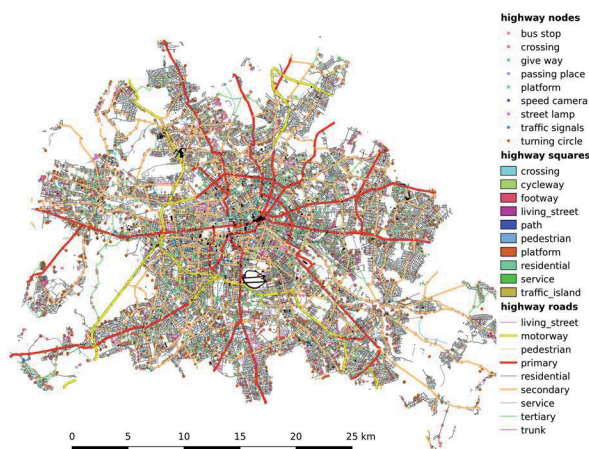 highway nodes
bus stop
crossing
give way
passing place
platform
speed camera
street lamp
traffic signals
turning circle
highway squares
crossing
cycleway
footway
living_street
path
pedestrian
platform
residential
service
traffic_island
highway roads
living_street
motorway
pedestrian
primary
residential
secondary
service
tertiary
trunk
0 5 10 15 20 25 km